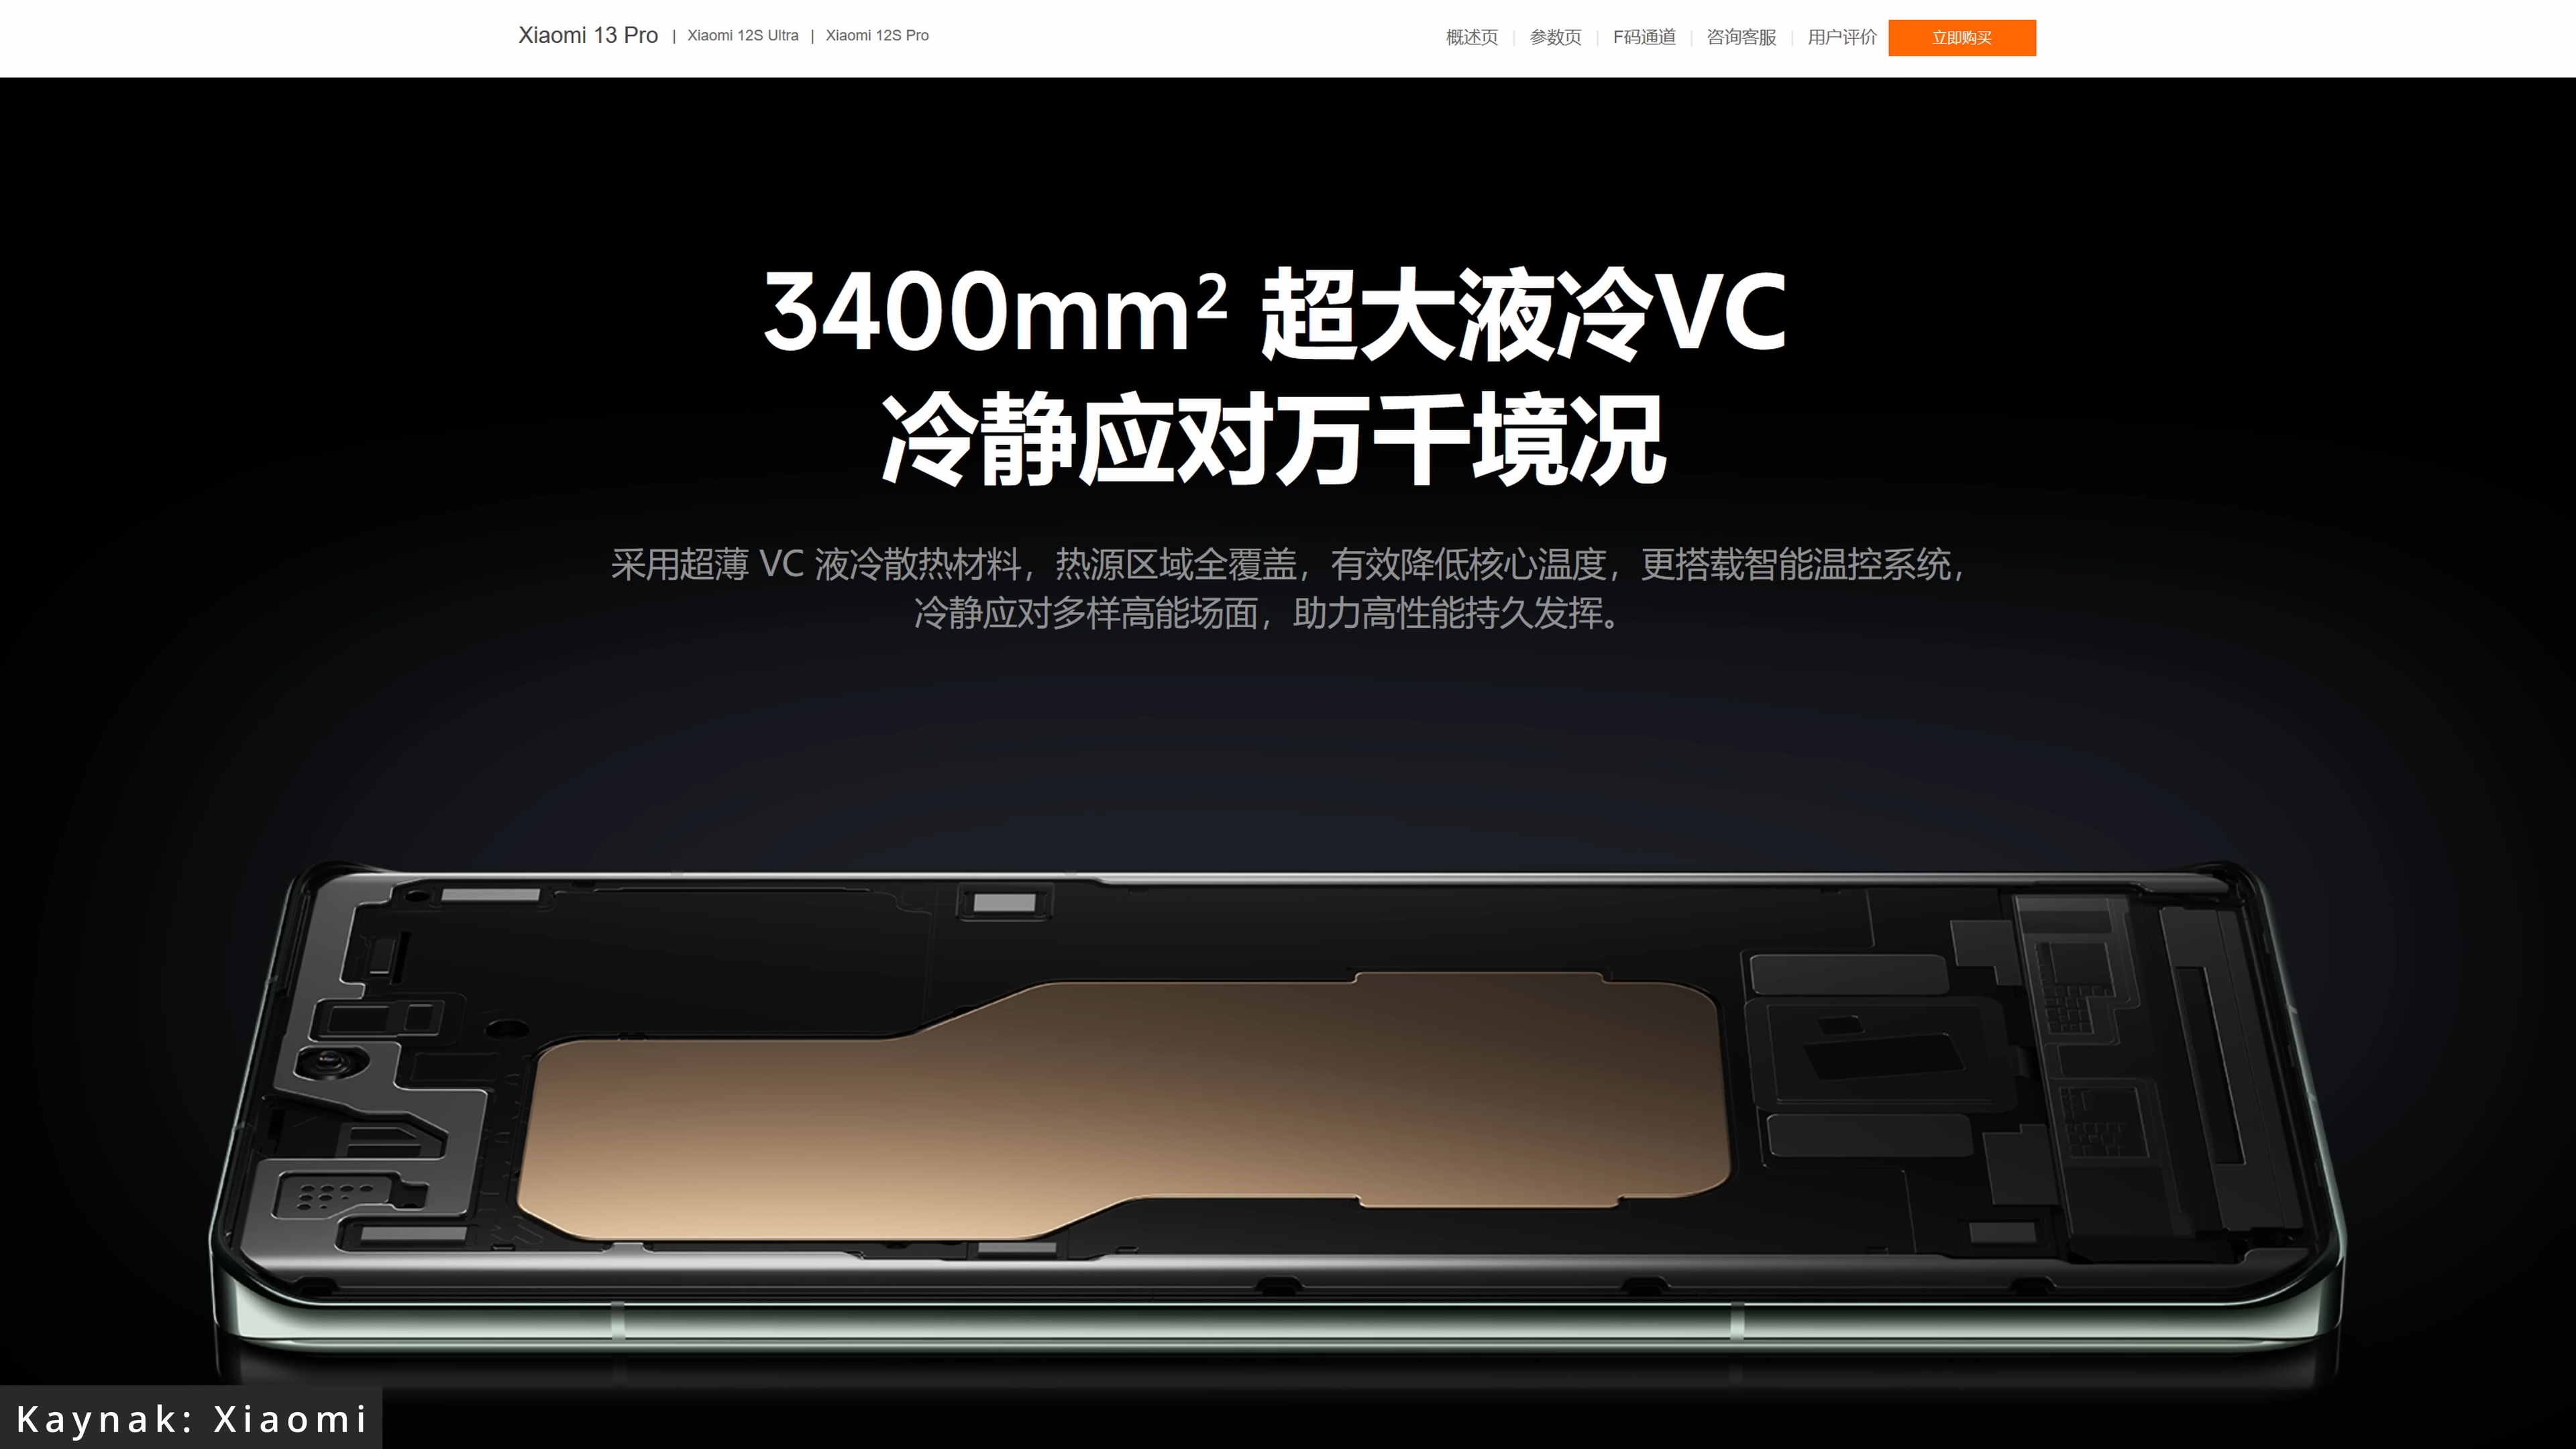 Xiaomi 13 Pro | Xiaomi 12S Ultra | Xiaomi 12S Pro
概述页 | 参数页 | F码通道 | 咨询客服 | 用户评价 立即购买
3400mm² 超大液冷VC
冷静应对万千境况
采用超薄 VC 液冷散热材料，热源区域全覆盖，有效降低核心温度，更搭载智能温控系统，
冷静应对多样高能场面，助力高性能持久发挥。
Kaynak: Xiaomi